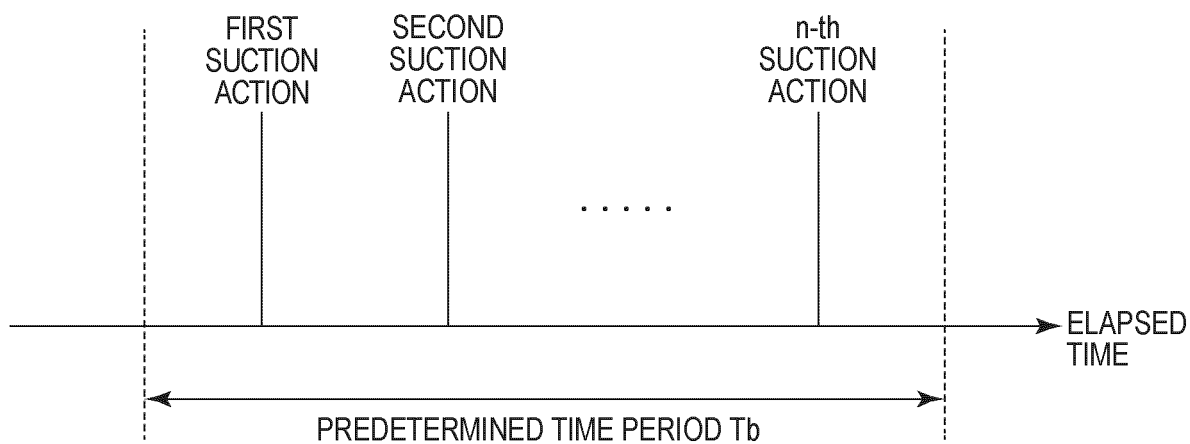 FIRST
SUCTION
ACTION
SECOND
SUCTION
ACTION
n-th
SUCTION
ACTION
.....
ELAPSED
TIME
PREDETERMINED TIME PERIOD Tb